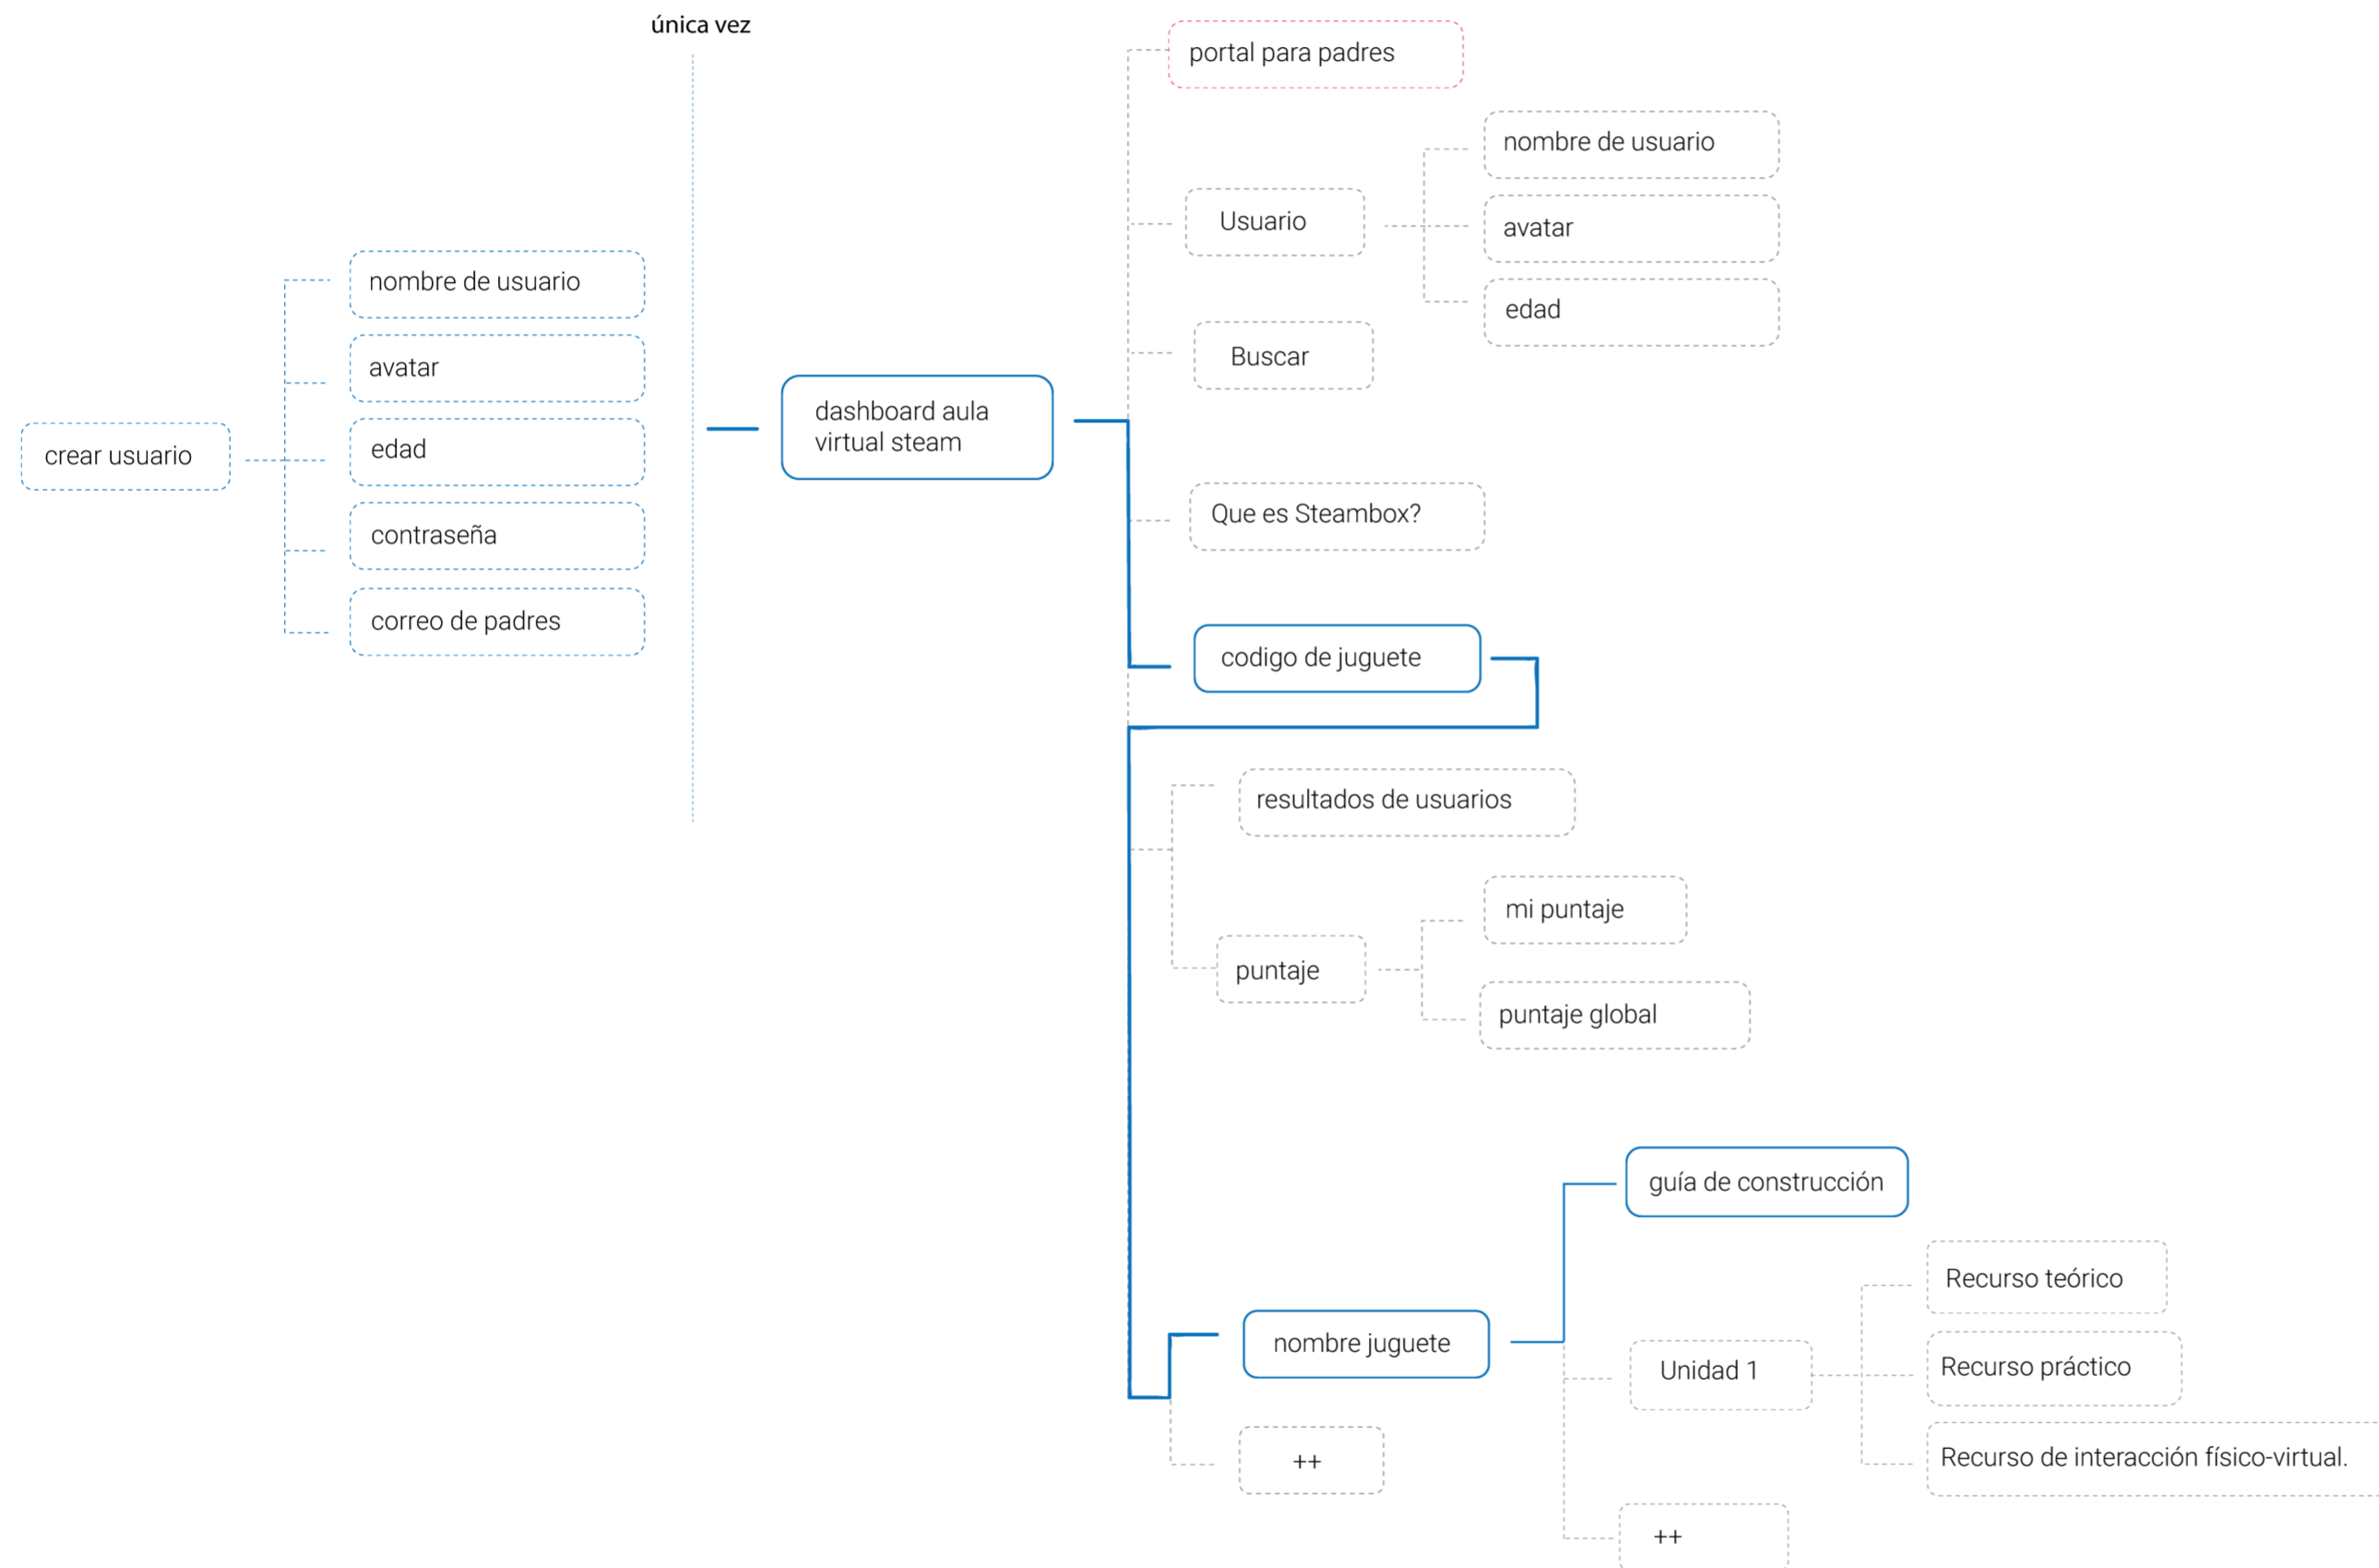 única vez
crear usuario
nombre de usuario
avatar
edad
contraseña
correo de padres
dashboard aula
virtual steam
portal para padres
Usuario
nombre de usuario
avatar
edad
Buscar
Que es Steambox?
codigo de juguete
resultados de usuarios
puntaje
mi puntaje
puntaje global
nombre juguete
guía de construcción
Unidad 1
Recurso teórico
Recurso práctico
Recurso de interacción físico-virtual.
++
++